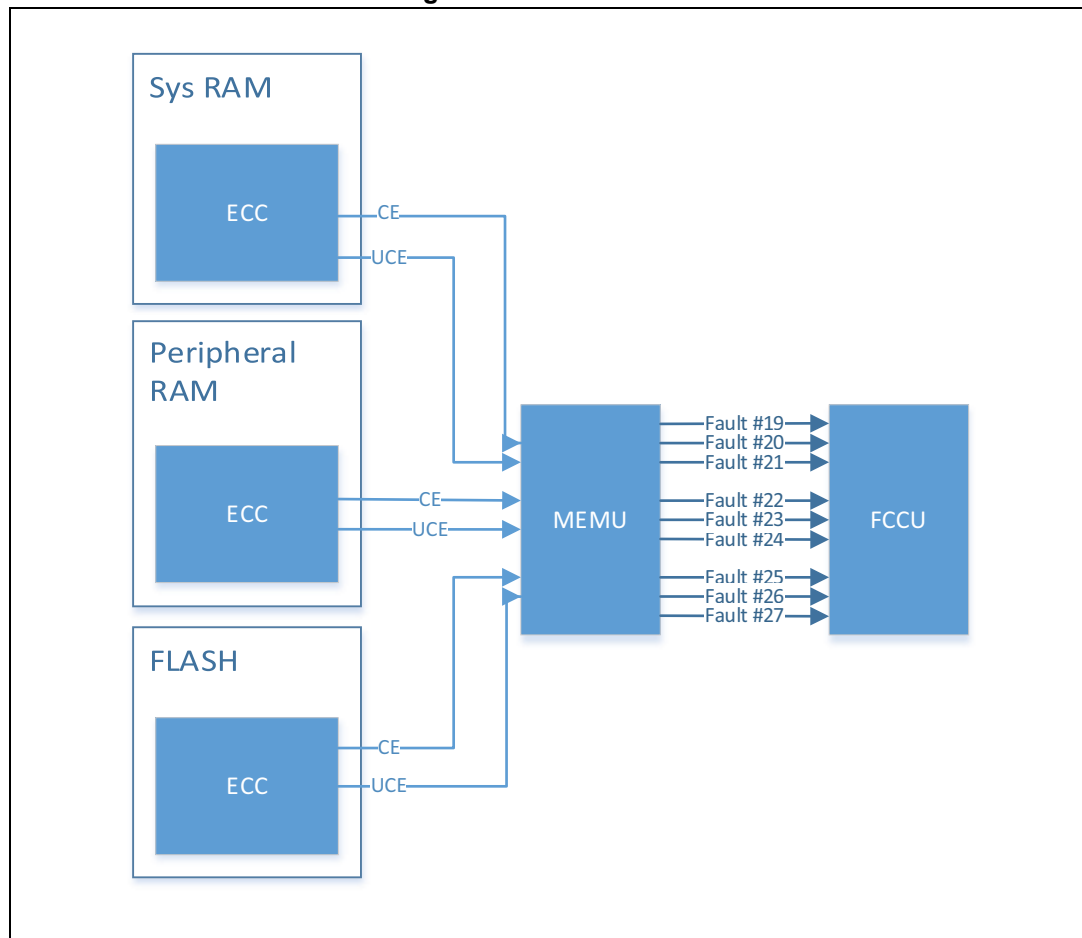 Sys RAM
ECC
CE
UCE
Peripheral
RAM
ECC
CE
UCE
FLASH
ECC
CE
UCE
MEMU
Fault #19
Fault #20
Fault #21
Fault #22
Fault #23
Fault #24
Fault #25
Fault #26
Fault #27
FCCU